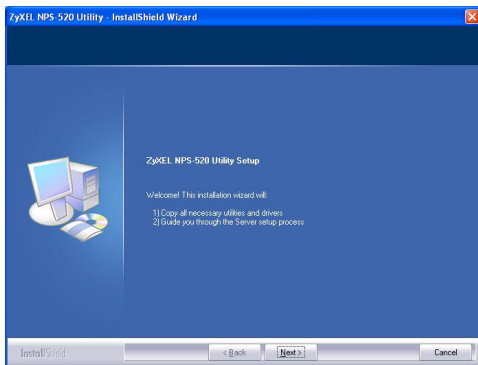 ZyXEL NPS-520 Utility - InstallShield Wizard
ZyXEL NPS-520 Utility Setup
Welcome! This installation wizard will:
1) Copy all necessary utilities and drivers
2) Guide you through the Server setup process
InstallShield
< Back
Next >
Cancel